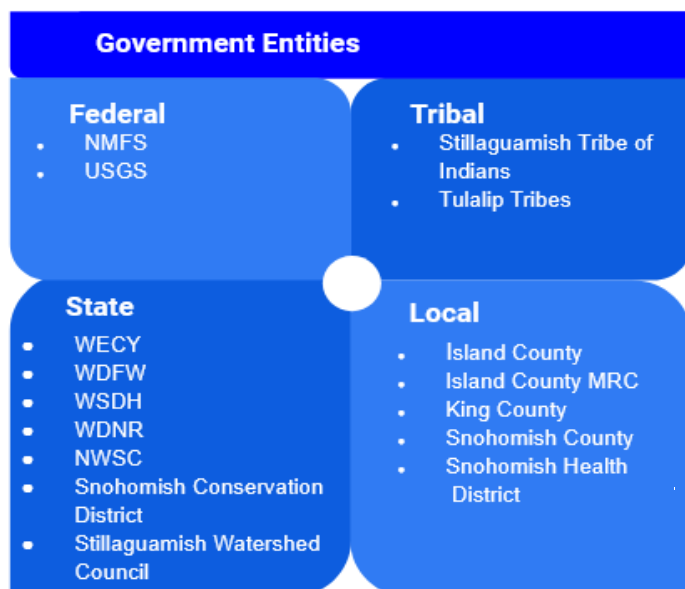 Government Entities
Federal
• NMFS
• USGS
Tribal
• Stillaguamish Tribe of
Indians
• Tulalip Tribes
State
• WECY
• WDFW
• WSDH
• WDNR
• NWSC
• Snohomish Conservation
District
• Stillaguamish Watershed
Council
Local
• Island County
• Island County MRC
• King County
• Snohomish County
• Snohomish Health
District